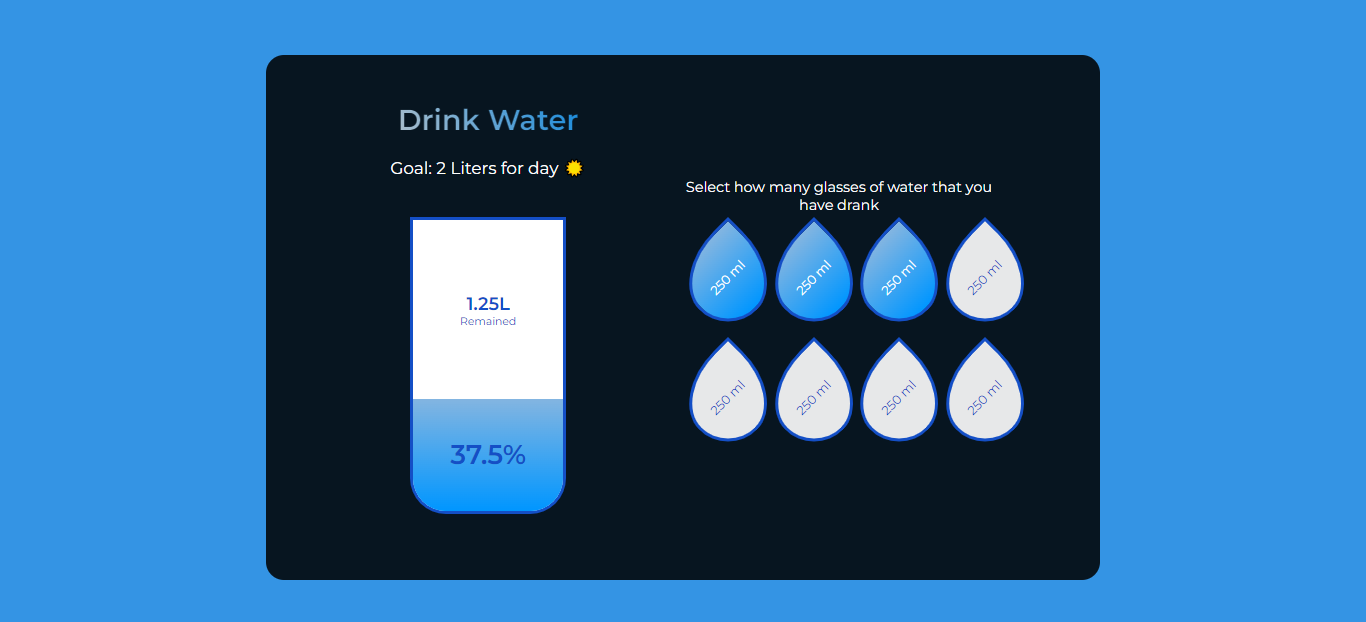 Drink Water
Goal: 2 Liters for day
1.25L
Remained
37.5%
Select how many glasses of water that you
have drank
250 ml
250 ml
250 ml
250 ml
250 ml
250 ml
250 ml
250 ml